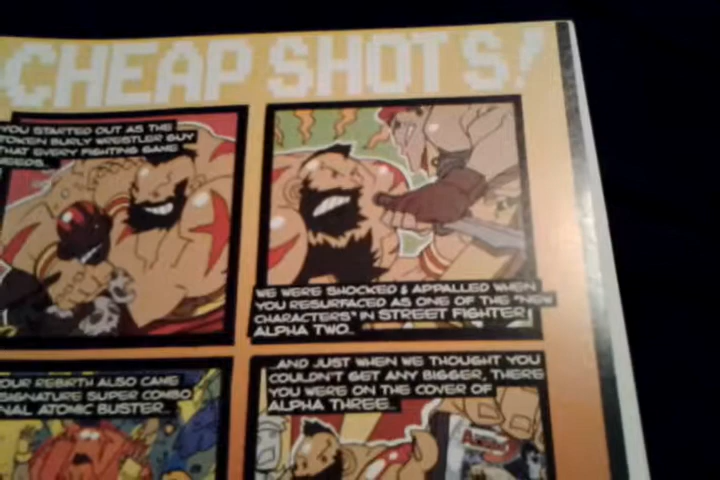 CHEAP SHOTS!
YOU STARTED OUT AS THE
TOKEN BURLY WRESTLER GUY
THAT EVERY FIGHTING GAME
NEEDS...
WE WERE SHOCKED & APPALLED WHEN
YOU RESURFACED AS ONE OF THE "NEW
CHARACTERS" IN STREET FIGHTER
ALPHA TWO...
OUR REBIRTH ALSO CAME
SIGNATURE SUPER COMBO
NAL ATOMIC BUSTER...
...AND JUST WHEN WE THOUGHT YOU
COULDN'T GET ANY BIGGER, THERE
YOU WERE ON THE COVER OF
ALPHA THREE...